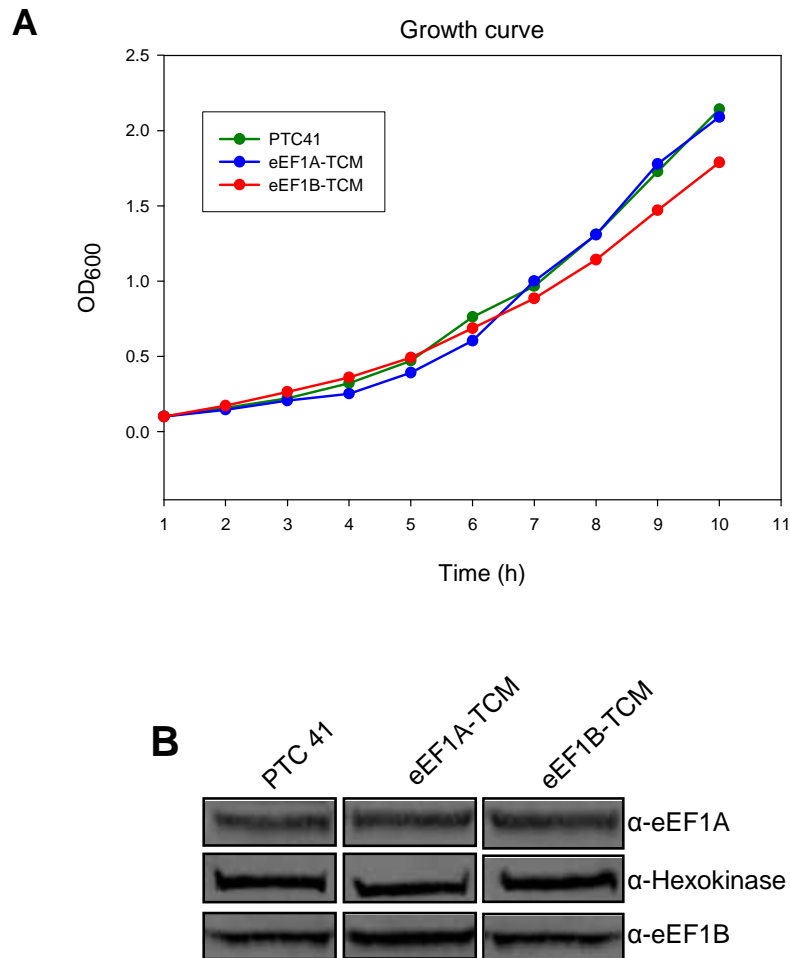 A
Growth curve
2.5
2.0
1.5
1.0
0.5
0.0
OD600
PTC41
eEF1A-TCM
eEF1B-TCM
1 2 3 4 5 6 7 8 9 10 11
Time (h)
B
PTC 41
eEF1A-TCM
eEF1B-TCM
α-eEF1A
α-Hexokinase
α-eEF1B